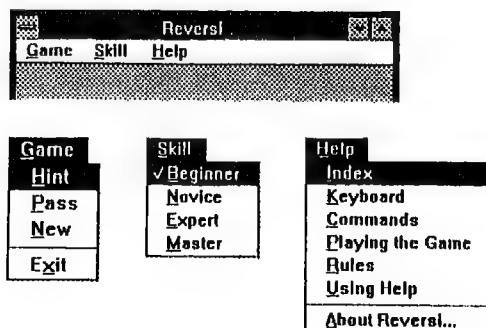 Reversi
Game Skill Help
Game
Hint
Pass
New
Exit
Skill
✓ Beginner
Novice
Expert
Master
Help
Index
Keyboard
Commands
Playing the Game
Rules
Using Help
About Reversi...